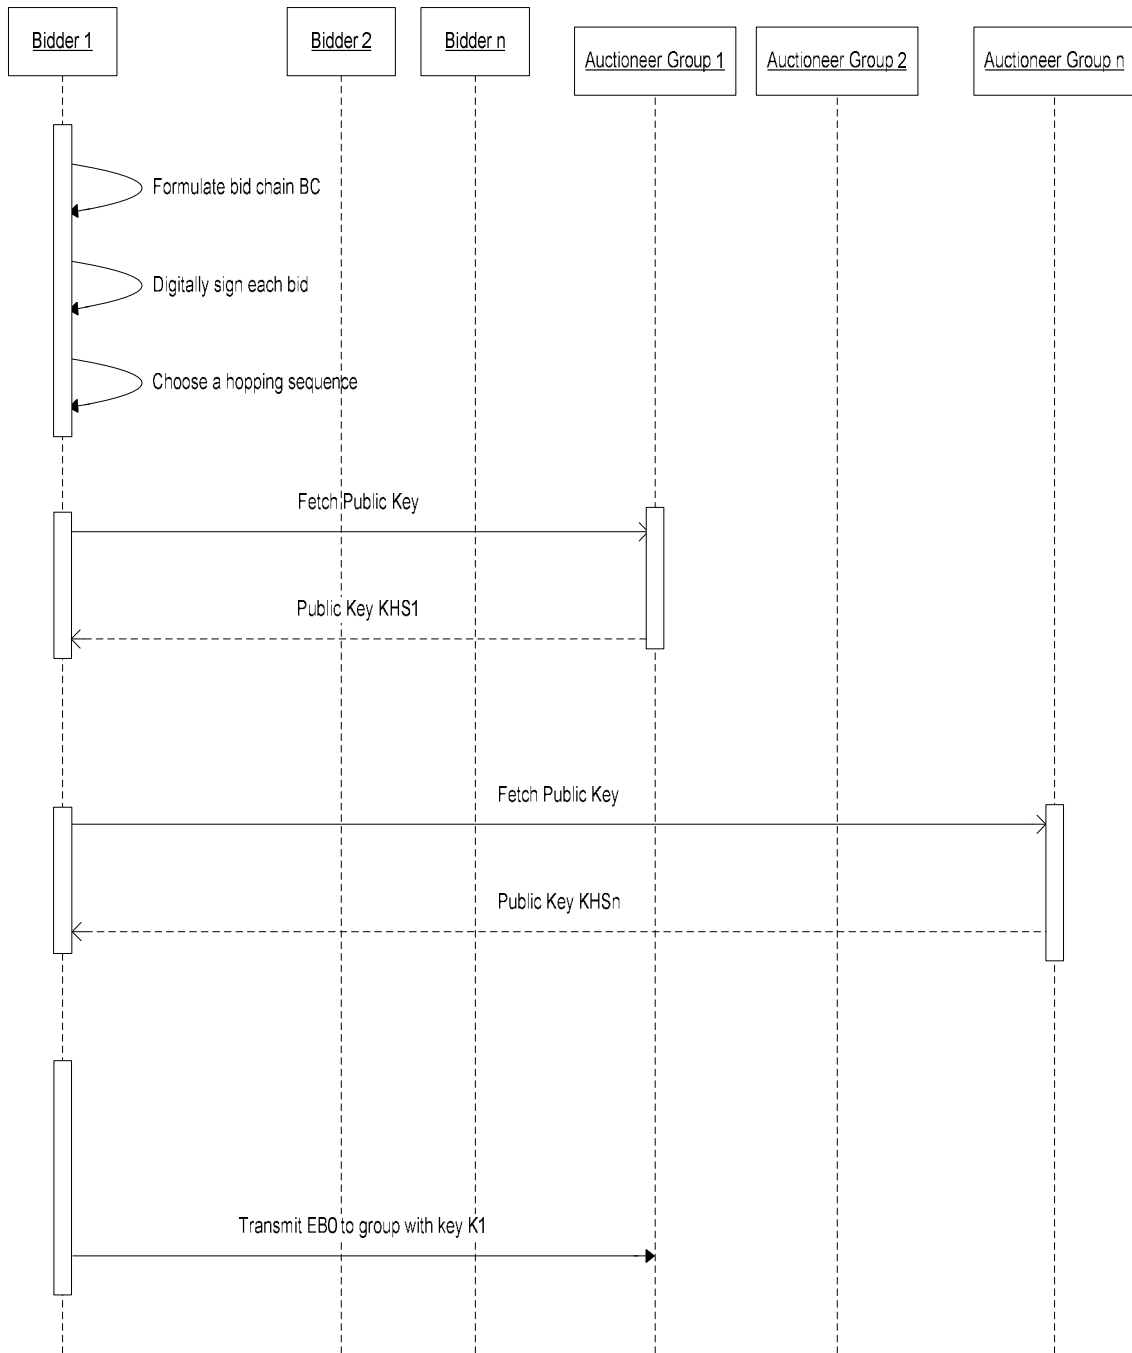 Bidder 1
Bidder 2
Bidder n
Auctioneer Group 1
Auctioneer Group 2
Auctioneer Group n
Formulate bid chain BC
Digitally sign each bid
Choose a hopping sequence
Fetch Public Key
Public Key KHS1
Fetch Public Key
Public Key KHSn
Transmit EB0 to group with key K1